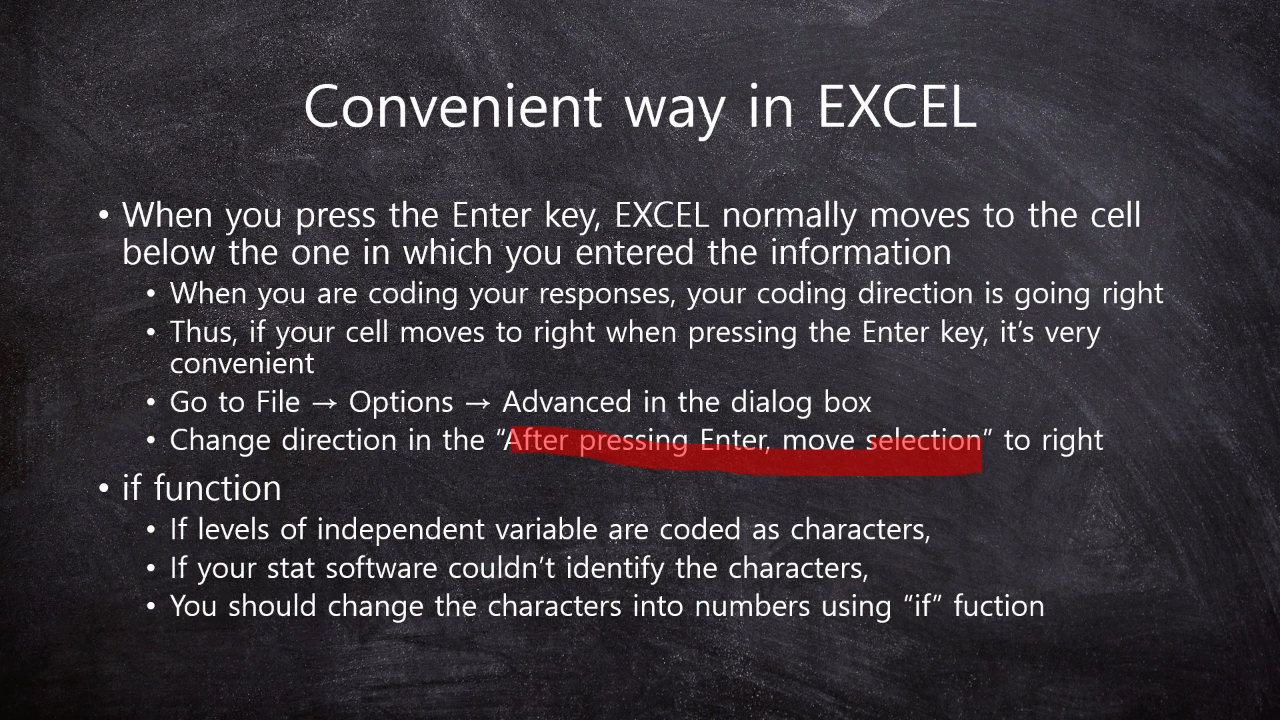 Convenient way in EXCEL
• When you press the Enter key, EXCEL normally moves to the cell
below the one in which you entered the information
• When you are coding your responses, your coding direction is going right
• Thus, if your cell moves to right when pressing the Enter key, it’s very
convenient
• Go to File → Options → Advanced in the dialog box
• Change direction in the “After pressing Enter, move selection” to right
• if function
• If levels of independent variable are coded as characters,
• If your stat software couldn’t identify the characters,
• You should change the characters into numbers using “if” fuction